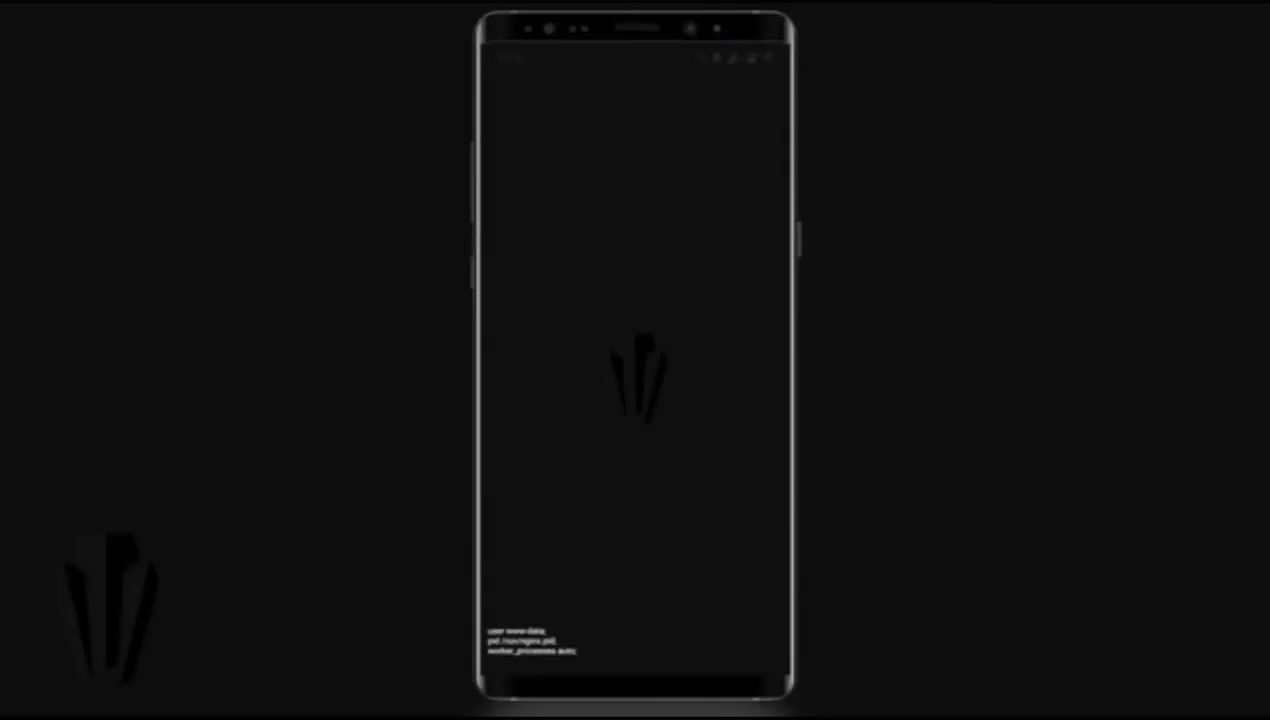 user www-data;
pid /run/nginx.pid;
worker_processes auto;